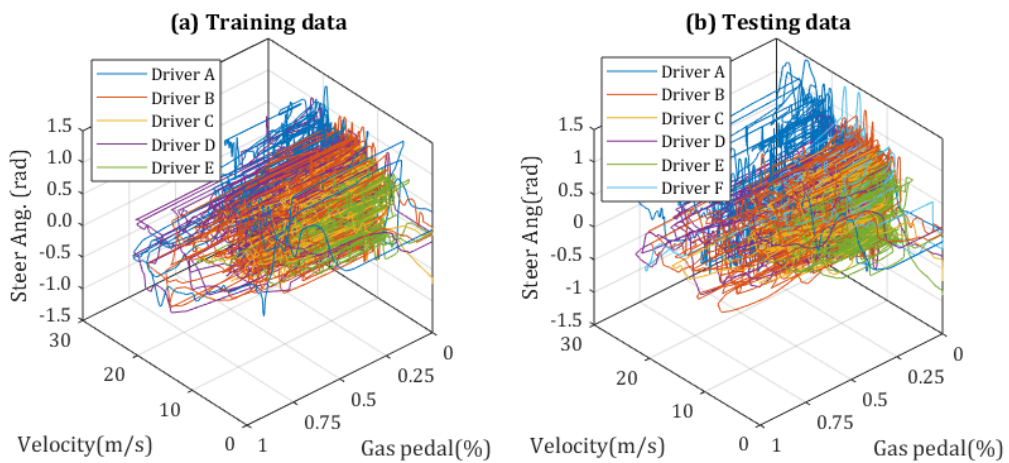 (a) Training data
Driver A
Driver B
Driver C
Driver D
Driver E
Steer Ang. (rad)
1.5
1.0
0.5
0.0
-0.5
-1.0
-1.5
30
20
10
0
Velocity(m/s)
1
0.75
0.5
0.25
0
Gas pedal(%)
(b) Testing data
Driver A
Driver B
Driver C
Driver D
Driver E
Driver F
Steer Ang(rad)
1.5
1
0.5
0
-0.5
-1
-1.5
30
20
10
0
Velocity(m/s)
1
0.75
0.5
0.25
0
Gas pedal(%)